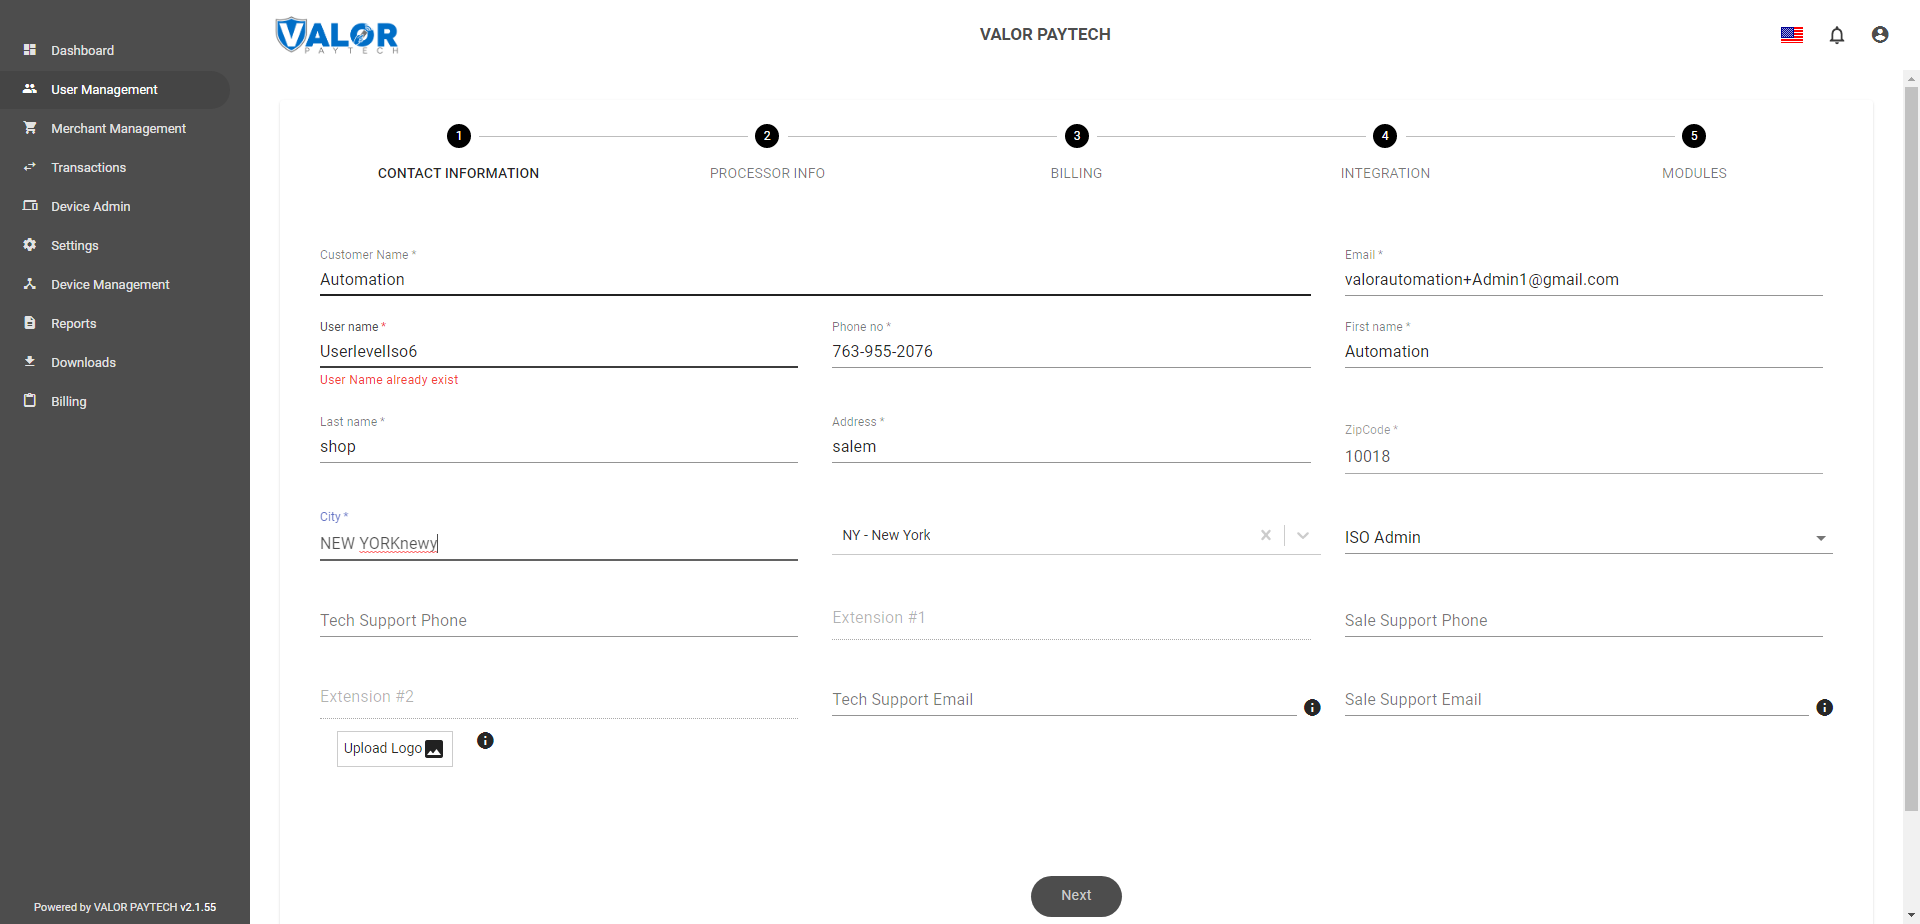 Dashboard
User Management
Merchant Management
Transactions
Device Admin
Settings
Device Management
Reports
Downloads
Billing
Powered by VALOR PAYTECH v2.1.55
VALOR
PAYTECH
VALOR PAYTECH
1 2 3 4 5
CONTACT INFORMATION PROCESSOR INFO BILLING INTEGRATION MODULES
Customer Name * Email *
Automation valorautomation+Admin1@gmail.com
User name * Phone no * First name *
UserlevelIso6 763-955-2076 Automation
User Name already exist
Last name * Address * ZipCode *
shop salem 10018
City *
NEW YORKnewy NY - New York ISO Admin
Tech Support Phone Extension #1 Sale Support Phone
Extension #2 Tech Support Email Sale Support Email
Upload Logo
Next